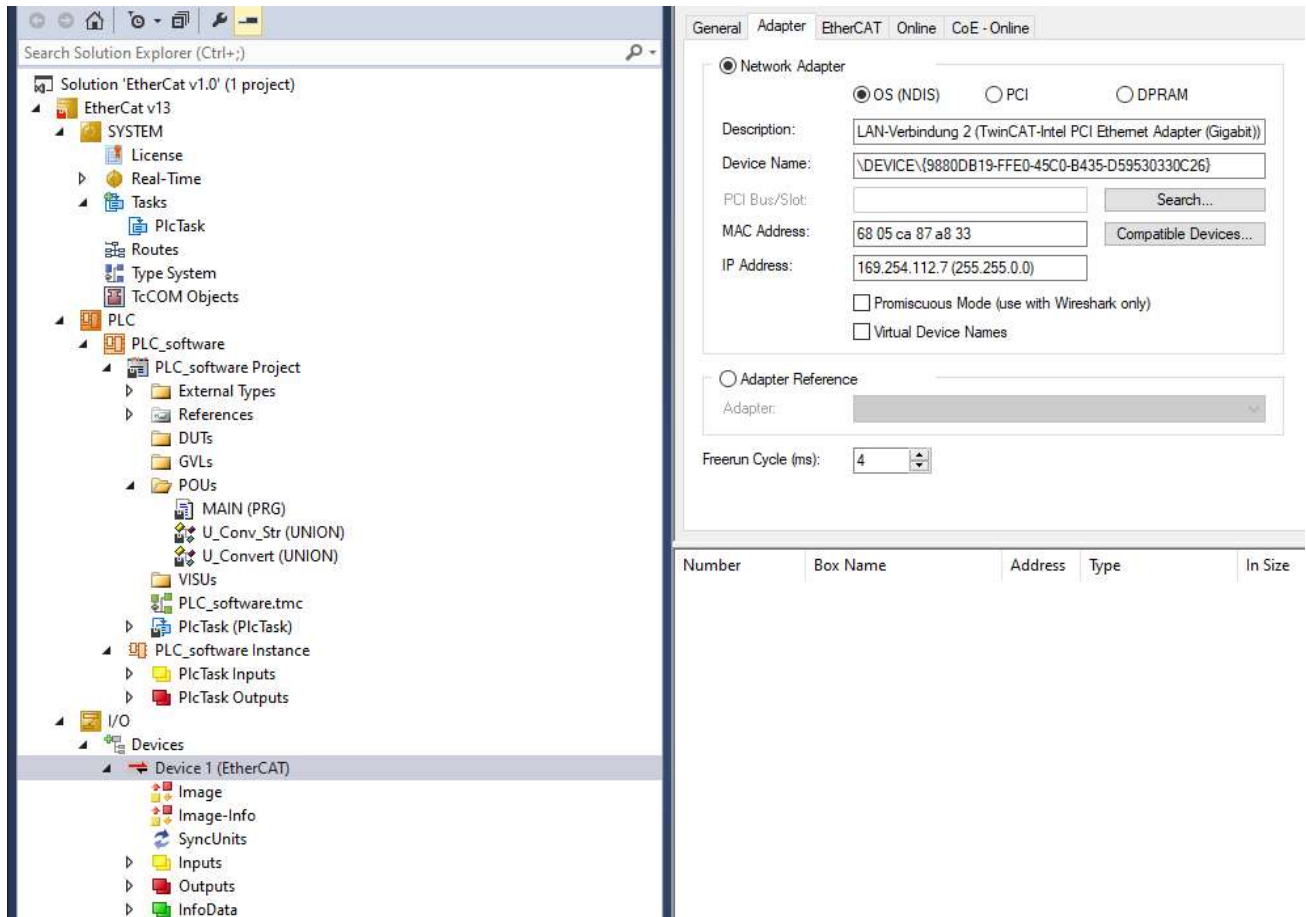 Search Solution Explorer (Ctrl+;)
Solution 'EtherCat v1.0' (1 project)
EtherCat v13
SYSTEM
License
Real-Time
Tasks
PlcTask
Routes
Type System
TcCOM Objects
PLC
PLC_software
PLC_software Project
External Types
References
DUTs
GVLs
POUs
MAIN (PRG)
U_Conv_Str (UNION)
U_Convert (UNION)
VISUs
PLC_software.tmc
PlcTask (PlcTask)
PLC_software Instance
PlcTask Inputs
PlcTask Outputs
I/O
Devices
Device 1 (EtherCAT)
Image
Image-Info
SyncUnits
Inputs
Outputs
InfoData
General Adapter EtherCAT Online CoE - Online
Network Adapter
OS (NDIS) PCI DPRAM
Description: LAN-Verbindung 2 (TwinCAT-Intel PCI Ethernet Adapter (Gigabit))
Device Name: \DEVICE\{9880DB19-FFE0-45C0-B435-D59530330C26}
PCI Bus/Slot: Search...
MAC Address: 68 05 ca 87 a8 33 Compatible Devices...
IP Address: 169.254.112.7 (255.255.0.0)
Promiscuous Mode (use with Wireshark only)
Virtual Device Names
Adapter Reference
Adapter:
Freerun Cycle (ms): 4
Number Box Name Address Type In Size